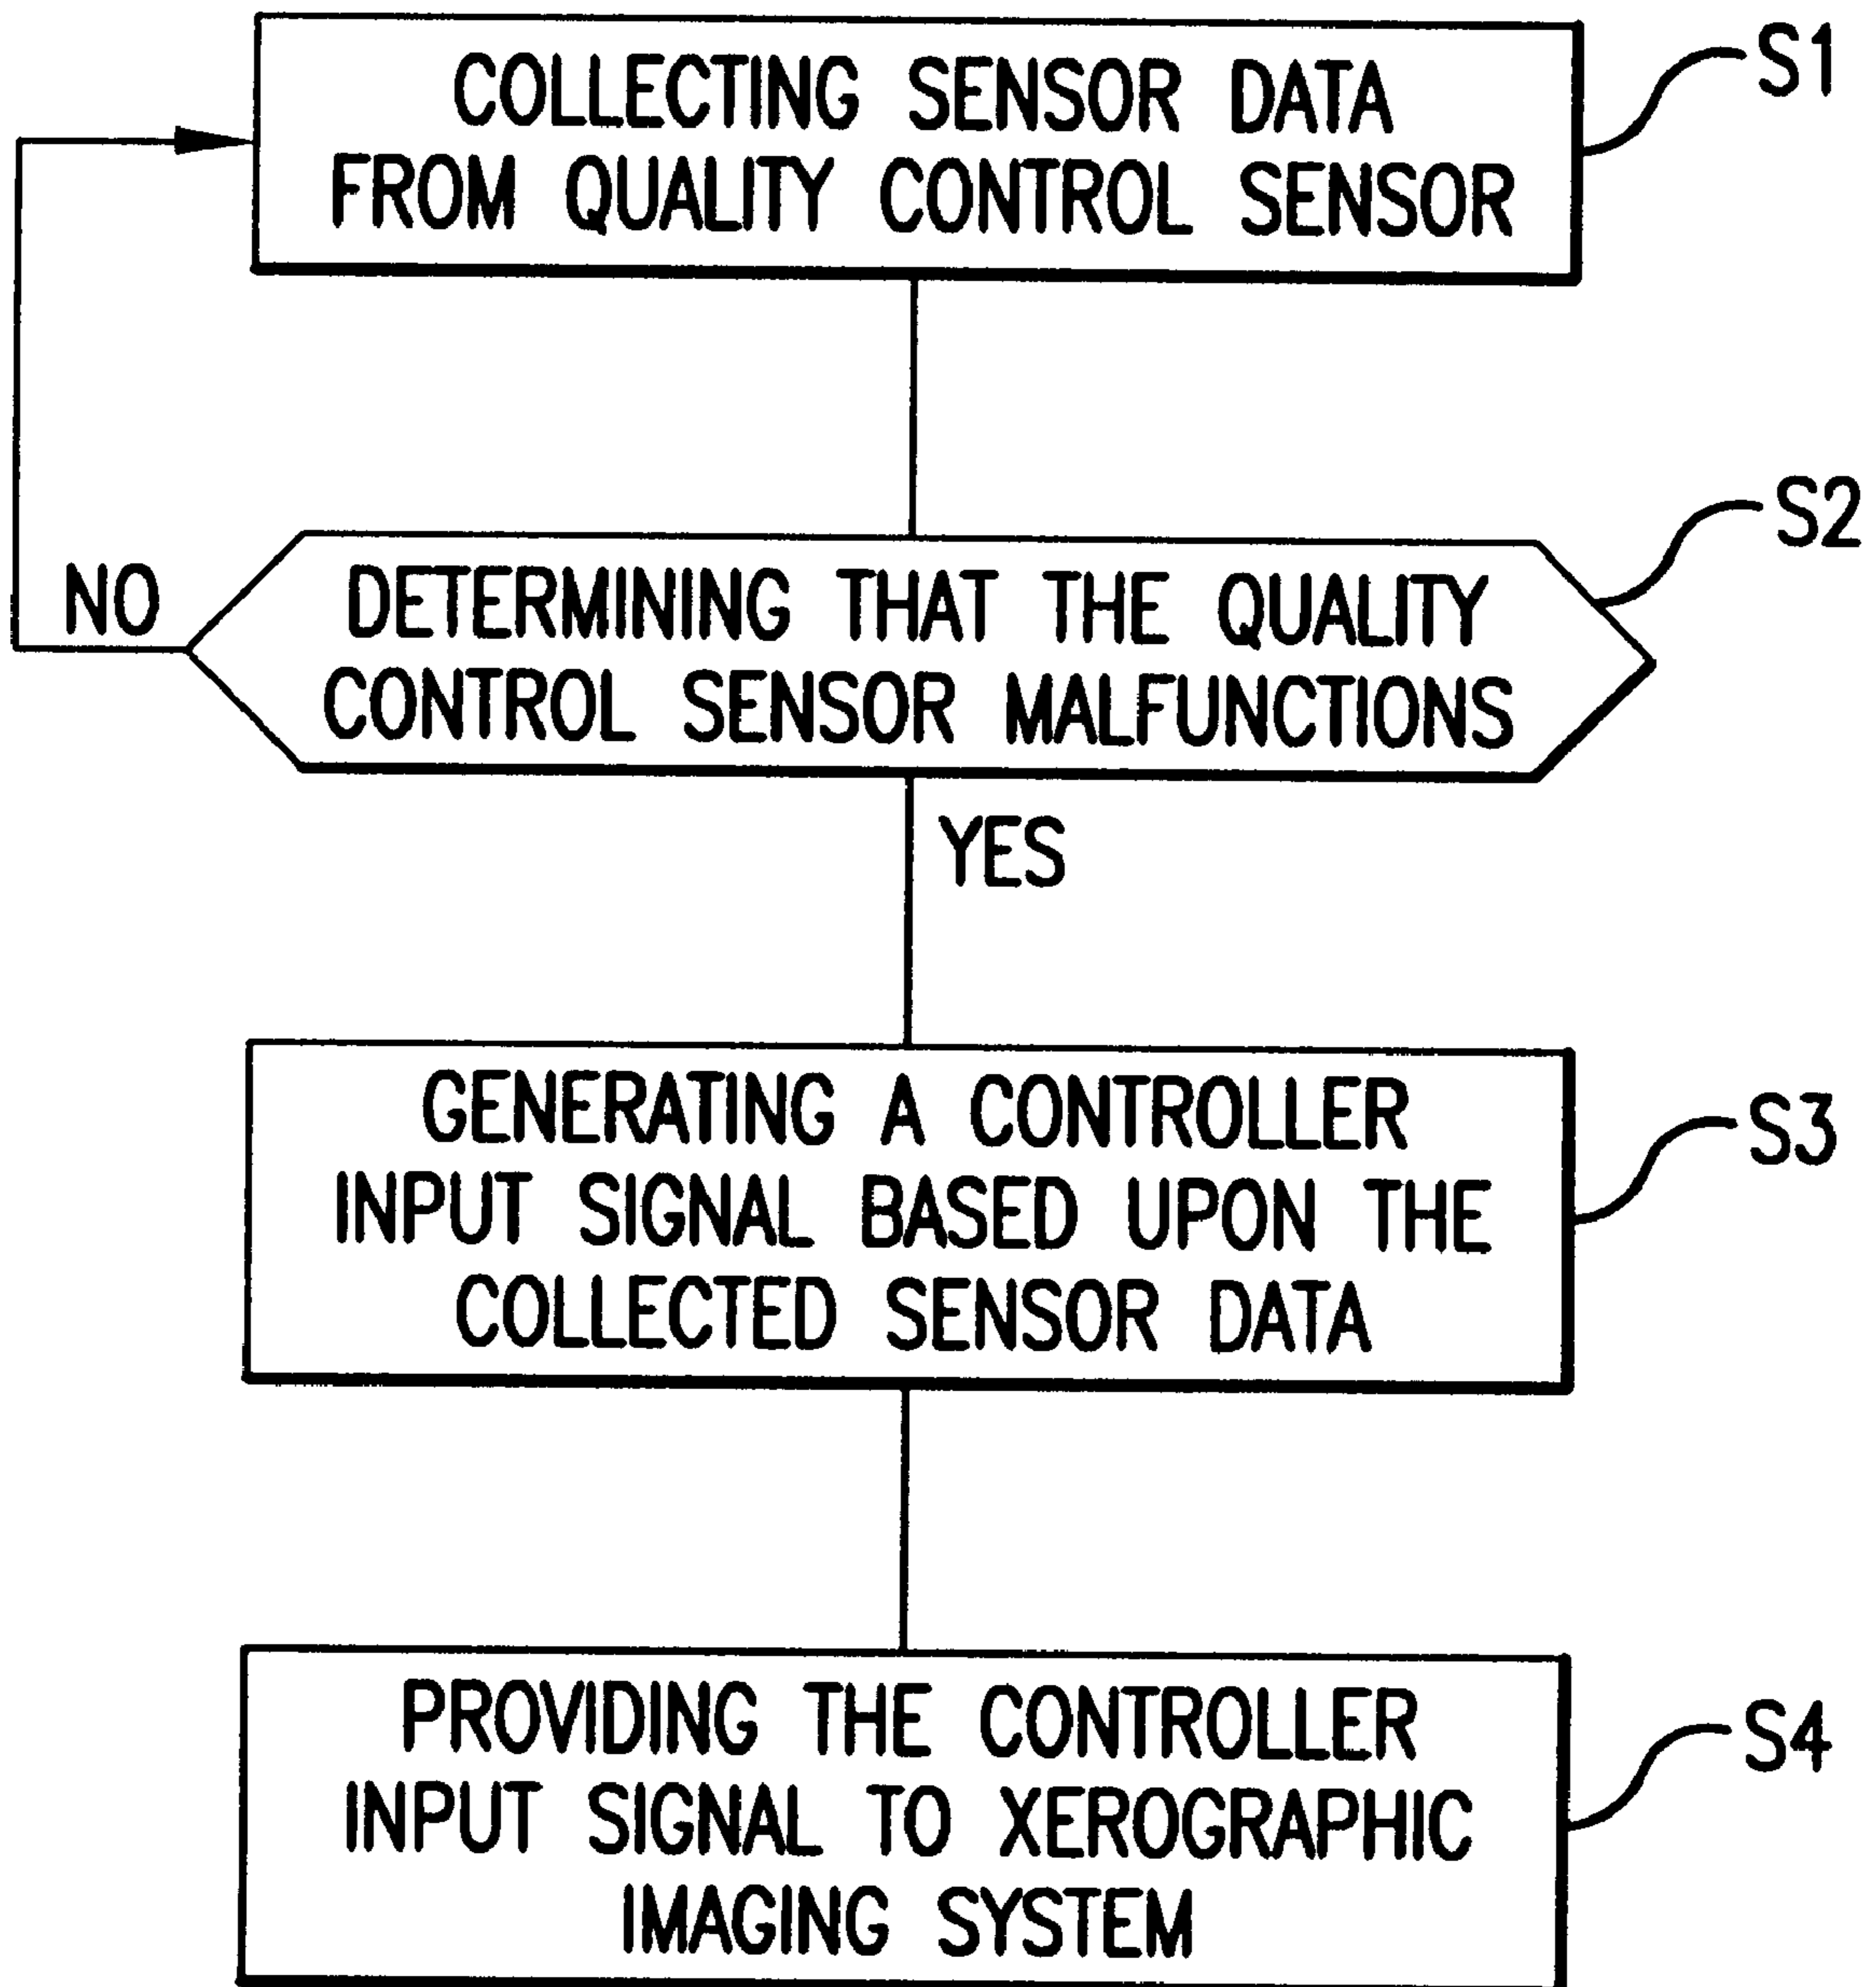 COLLECTING SENSOR DATA
FROM QUALITY CONTROL SENSOR
S1
DETERMINING THAT THE QUALITY
CONTROL SENSOR MALFUNCTIONS
S2
NO
YES
GENERATING A CONTROLLER
INPUT SIGNAL BASED UPON THE
COLLECTED SENSOR DATA
S3
PROVIDING THE CONTROLLER
INPUT SIGNAL TO XEROGRAPHIC
IMAGING SYSTEM
S4